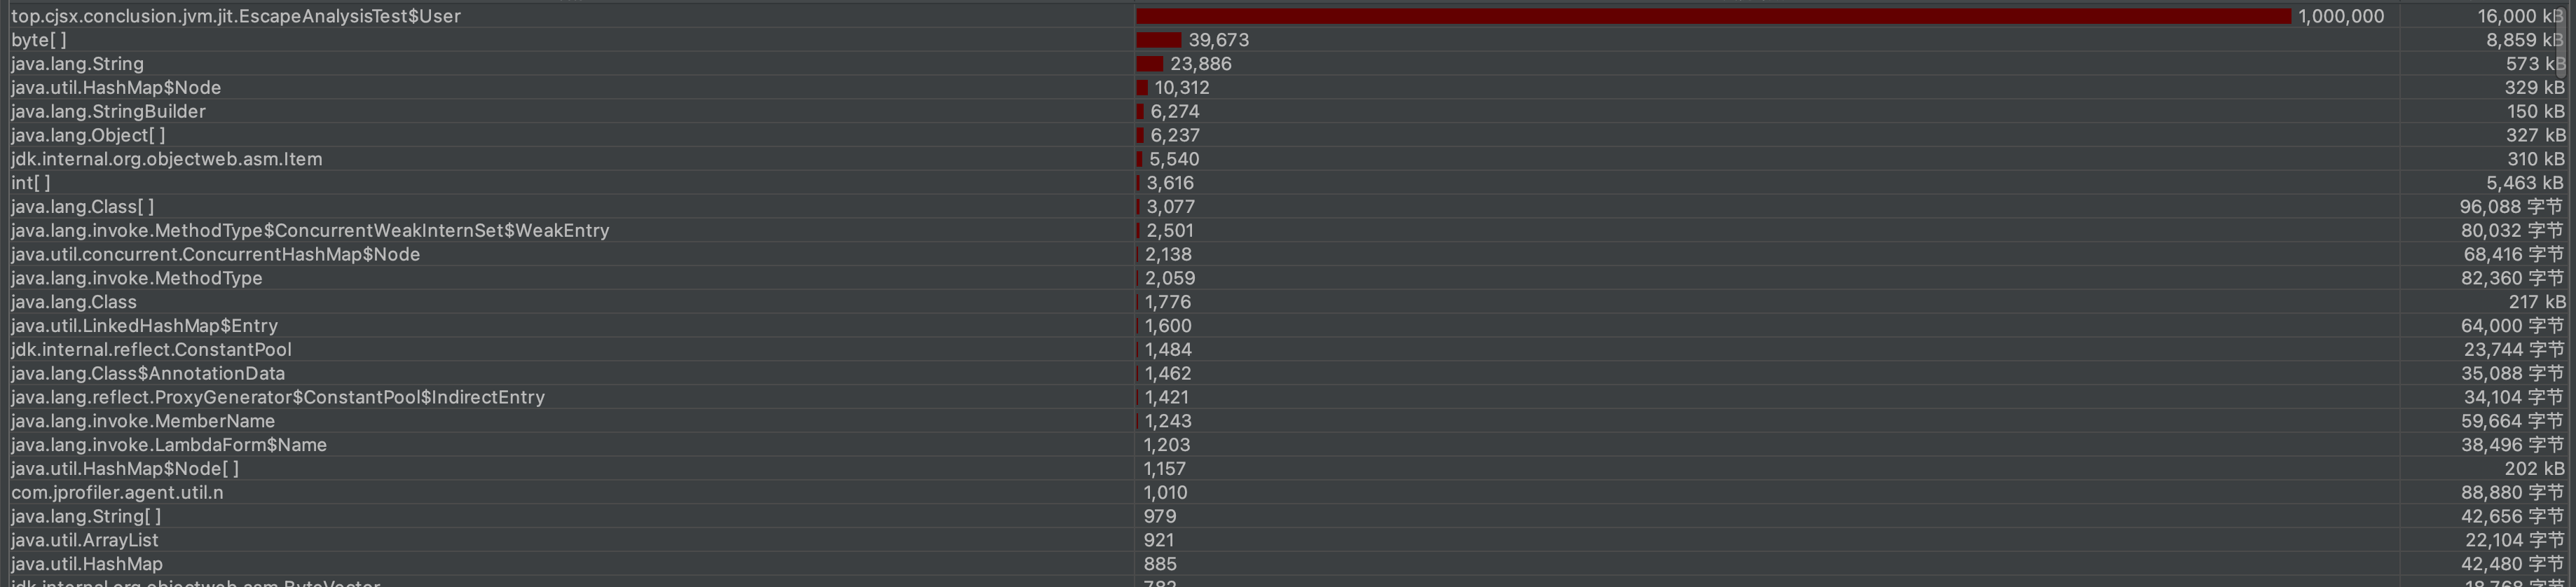 top.cjsx.conclusion.jvm.jit.EscapeAnalysisTest$User 1,000,000 16,000 kB
byte[ ] 39,673 8,859 kB
java.lang.String 23,886 573 kB
java.util.HashMap$Node 10,312 329 kB
java.lang.StringBuilder 6,274 150 kB
java.lang.Object[ ] 6,237 327 kB
jdk.internal.org.objectweb.asm.Item 5,540 310 kB
int[ ] 3,616 5,463 kB
java.lang.Class[ ] 3,077 96,088 字节
java.lang.invoke.MethodType$ConcurrentWeakInternSet$WeakEntry 2,501 80,032 字节
java.util.concurrent.ConcurrentHashMap$Node 2,138 68,416 字节
java.lang.invoke.MethodType 2,059 82,360 字节
java.lang.Class 1,776 217 kB
java.util.LinkedHashMap$Entry 1,600 64,000 字节
jdk.internal.reflect.ConstantPool 1,484 23,744 字节
java.lang.Class$AnnotationData 1,462 35,088 字节
java.lang.reflect.ProxyGenerator$ConstantPool$IndirectEntry 1,421 34,104 字节
java.lang.invoke.MemberName 1,243 59,664 字节
java.lang.invoke.LambdaForm$Name 1,203 38,496 字节
java.util.HashMap$Node[ ] 1,157 202 kB
com.jprofiler.agent.util.n 1,010 88,880 字节
java.lang.String[ ] 979 42,656 字节
java.util.ArrayList 921 22,104 字节
java.util.HashMap 885 42,480 字节
jdk.internal.org.objectweb.asm.ByteVector 782 18,768 字节